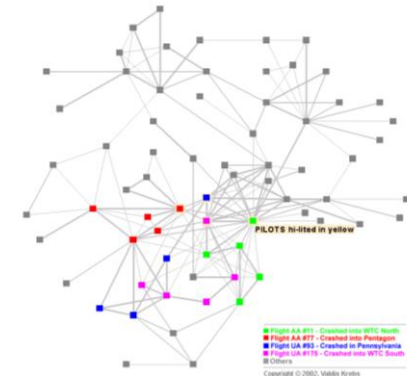 PILOTS hi-lited in yellow
Flight AA #11 - Crashed into WTC North
Flight AA #77 - Crashed into Pentagon
Flight UA #93 - Crashed in Pennsylvania
Flight UA #175 - Crashed into WTC South
Others
Copyright © 2002, Valdis Krebs